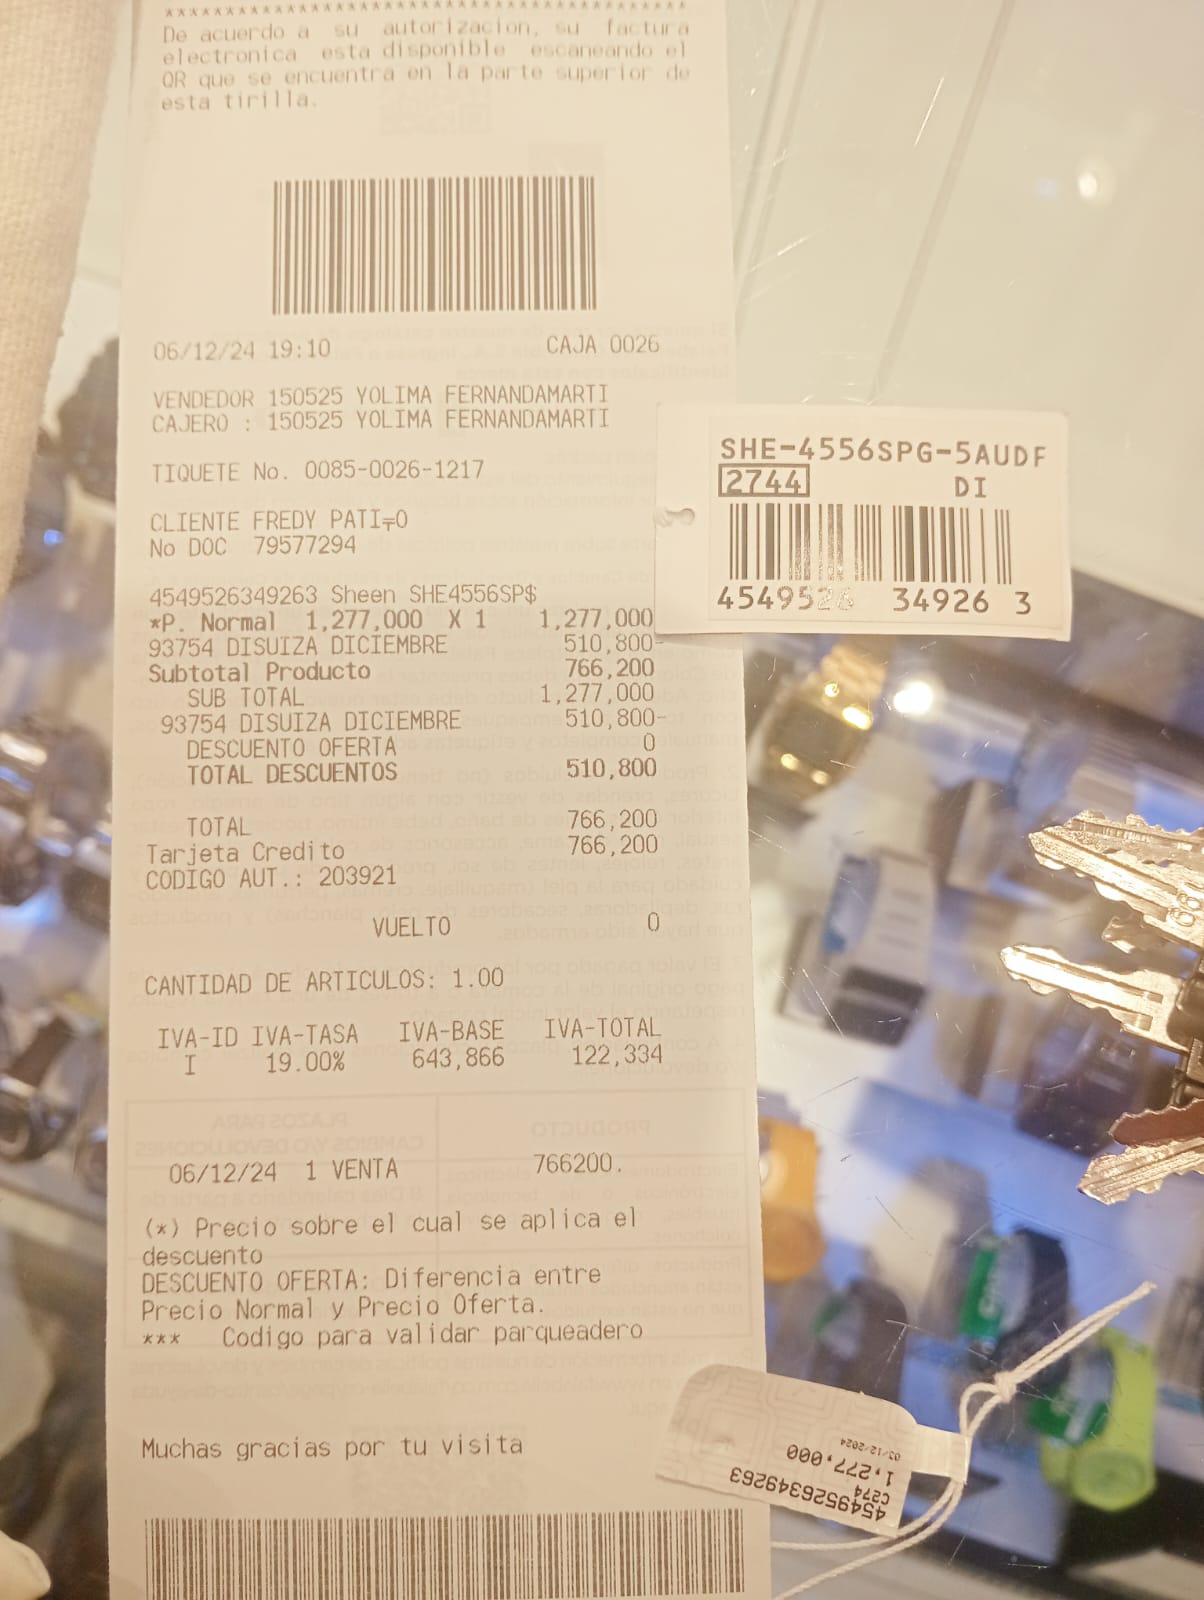 ****************************************
De acuerdo a su autorizacion, su factura
electronica esta disponible escaneando el
QR que se encuentra en la parte superior de
esta tirilla.
06/12/24 19:10 CAJA 0026
VENDEDOR 150525 YOLIMA FERNANDAMARTI
CAJERO : 150525 YOLIMA FERNANDAMARTI
TIQUETE No. 0085-0026-1217
CLIENTE FREDY PATI╤O
No DOC 79577294
4549526349263 Sheen SHE4556SP$
*P. Normal 1,277,000 X 1 1,277,000
93754 DISUIZA DICIEMBRE 510,800-
Subtotal Producto 766,200
SUB TOTAL 1,277,000
93754 DISUIZA DICIEMBRE 510,800-
DESCUENTO OFERTA 0
TOTAL DESCUENTOS 510,800
TOTAL 766,200
Tarjeta Credito 766,200
CODIGO AUT.: 203921
VUELTO 0
CANTIDAD DE ARTICULOS: 1.00
IVA-ID IVA-TASA IVA-BASE IVA-TOTAL
I 19.00% 643,866 122,334
06/12/24 1 VENTA 766200.
(*) Precio sobre el cual se aplica el
descuento
DESCUENTO OFERTA: Diferencia entre
Precio Normal y Precio Oferta.
*** Codigo para validar parqueadero
Muchas gracias por tu visita
SHE-4556SPG-5AUDF
2744 DI
4549526 34926 3
4549526349263
C274
1,277,000
03/12/2024